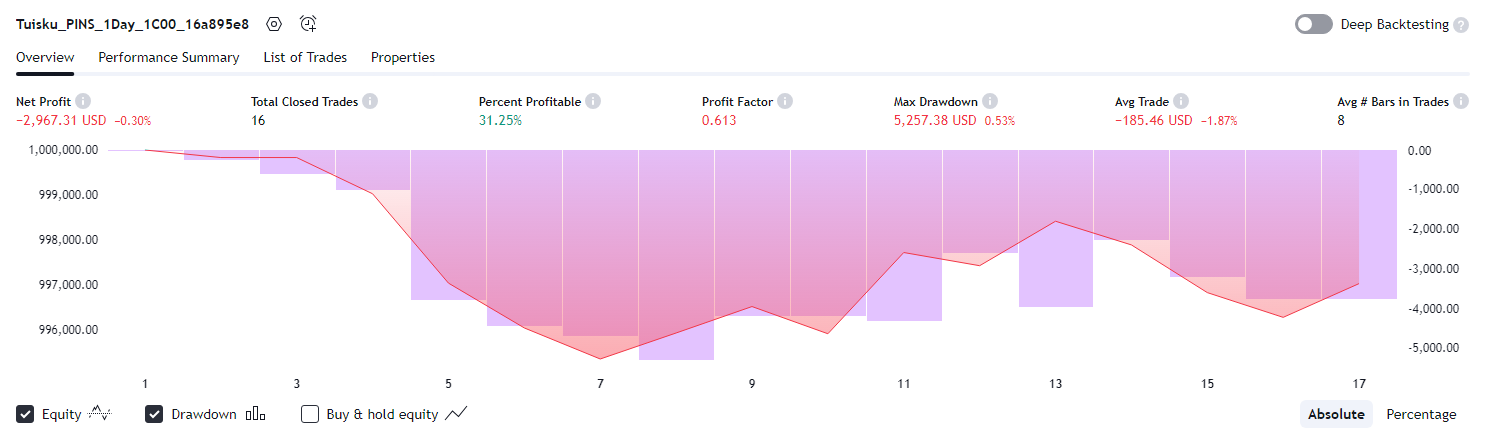 Tuisku_PINS_1Day_1C00_16a895e8 Deep Backtesting ?
Overview Performance Summary List of Trades Properties
Net Profit i Total Closed Trades i Percent Profitable i Profit Factor i Max Drawdown i Avg Trade i Avg # Bars in Trades i
−2,967.31 USD −0.30% 16 31.25% 0.613 5,257.38 USD 0.53% −185.46 USD −1.87% 8
1,000,000.00 0.00
999,000.00 -1,000.00
998,000.00 -2,000.00
997,000.00 -3,000.00
996,000.00 -4,000.00
-5,000.00
1 3 5 7 9 11 13 15 17
Equity Drawdown Buy & hold equity Absolute Percentage